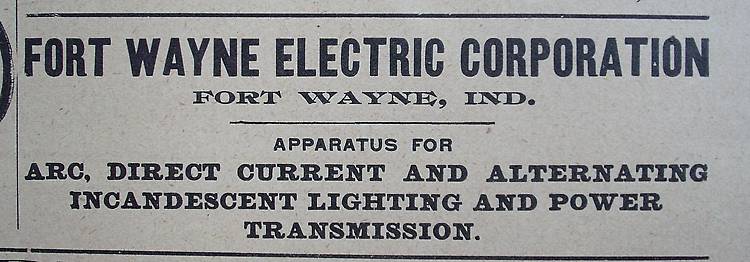 FORT WAYNE ELECTRIC CORPORATION
FORT WAYNE, IND.
APPARATUS FOR
ARC, DIRECT CURRENT AND ALTERNATING
INCANDESCENT LIGHTING AND POWER
TRANSMISSION.